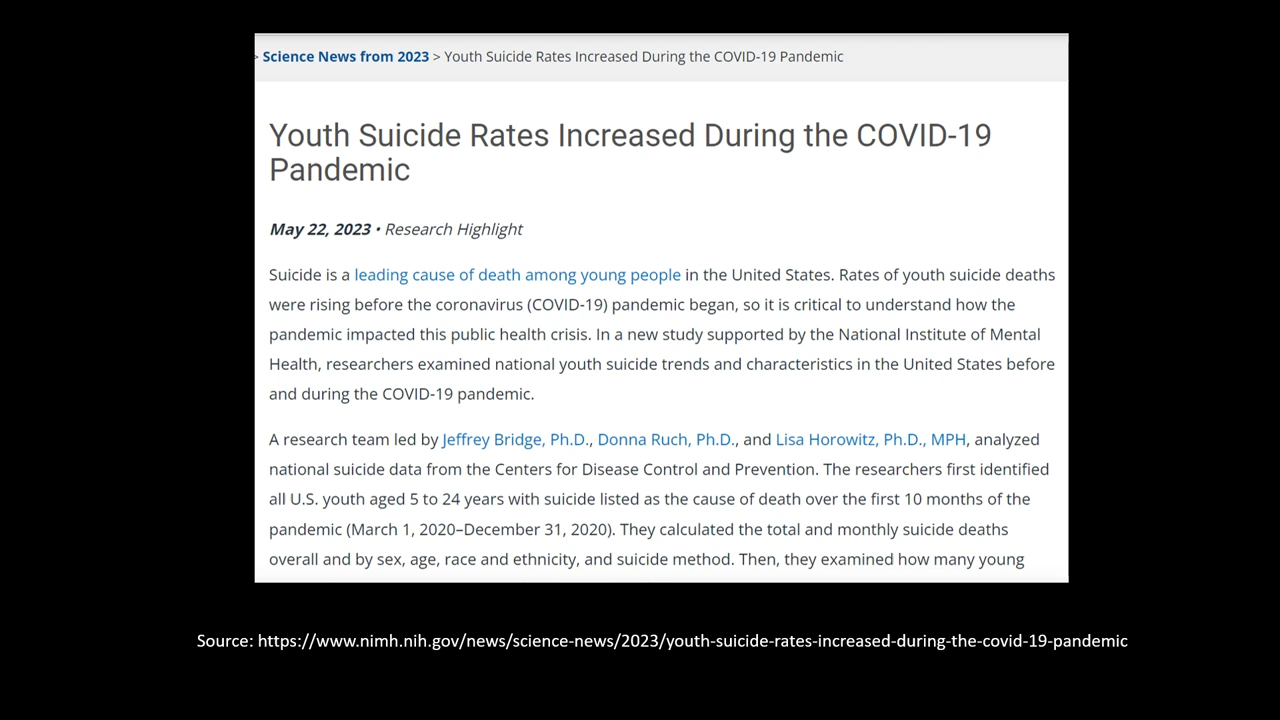 > Science News from 2023 > Youth Suicide Rates Increased During the COVID-19 Pandemic
Youth Suicide Rates Increased During the COVID-19
Pandemic
May 22, 2023 • Research Highlight
Suicide is a leading cause of death among young people in the United States. Rates of youth suicide deaths
were rising before the coronavirus (COVID-19) pandemic began, so it is critical to understand how the
pandemic impacted this public health crisis. In a new study supported by the National Institute of Mental
Health, researchers examined national youth suicide trends and characteristics in the United States before
and during the COVID-19 pandemic.
A research team led by Jeffrey Bridge, Ph.D., Donna Ruch, Ph.D., and Lisa Horowitz, Ph.D., MPH, analyzed
national suicide data from the Centers for Disease Control and Prevention. The researchers first identified
all U.S. youth aged 5 to 24 years with suicide listed as the cause of death over the first 10 months of the
pandemic (March 1, 2020–December 31, 2020). They calculated the total and monthly suicide deaths
overall and by sex, age, race and ethnicity, and suicide method. Then, they examined how many young
Source: https://www.nimh.nih.gov/news/science-news/2023/youth-suicide-rates-increased-during-the-covid-19-pandemic